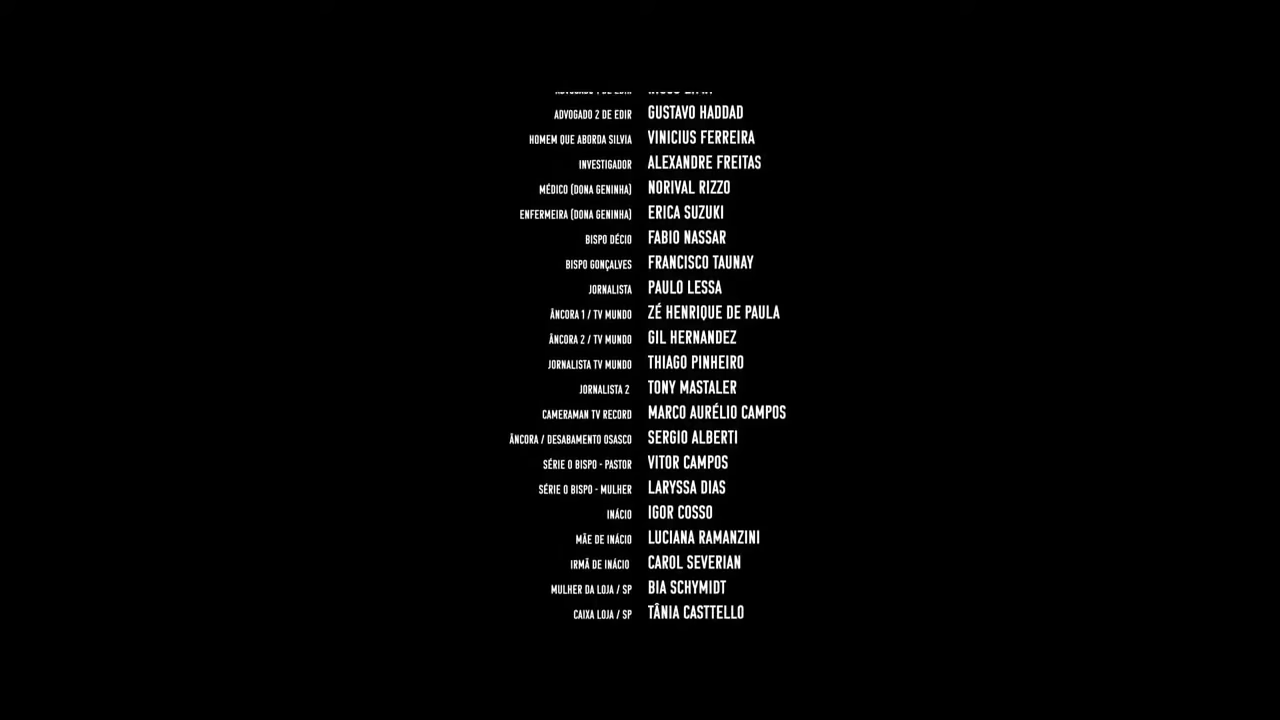 ADVOGADO 2 DE EDIR GUSTAVO HADDAD
HOMEM QUE ABORDA SILVIA VINICIUS FERREIRA
INVESTIGADOR ALEXANDRE FREITAS
MÉDICO (DONA GENINHA) NORIVAL RIZZO
ENFERMEIRA (DONA GENINHA) ERICA SUZUKI
BISPO DÉCIO FABIO NASSAR
BISPO GONÇALVES FRANCISCO TAUNAY
JORNALISTA PAULO LESSA
ÂNCORA 1 / TV MUNDO ZÉ HENRIQUE DE PAULA
ÂNCORA 2 / TV MUNDO GIL HERNANDEZ
JORNALISTA TV MUNDO THIAGO PINHEIRO
JORNALISTA 2 TONY MASTALER
CAMERAMAN TV RECORD MARCO AURÉLIO CAMPOS
ÂNCORA / DESABAMENTO OSASCO SERGIO ALBERTI
SÉRIE O BISPO - PASTOR VITOR CAMPOS
SÉRIE O BISPO - MULHER LARYSSA DIAS
INÁCIO IGOR COSSO
MÃE DE INÁCIO LUCIANA RAMANZINI
IRMÃ DE INÁCIO CAROL SEVERIAN
MULHER DA LOJA / SP BIA SCHYMIDT
CAIXA LOJA / SP TÂNIA CASTTELLO